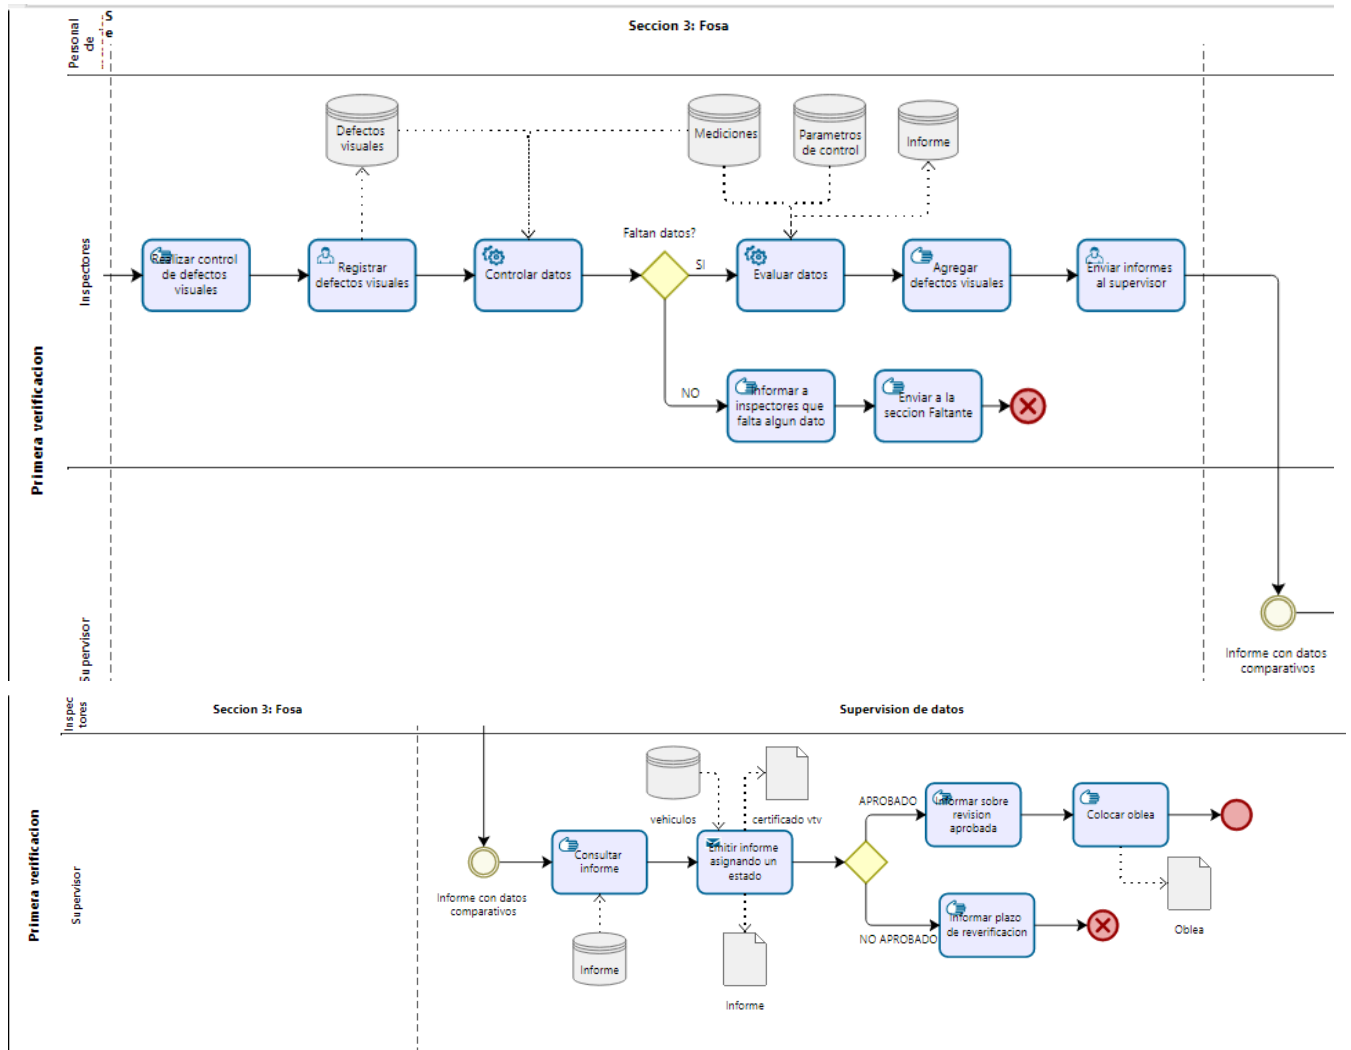 Personal
de
Se
Seccion 3: Fosa
Primera verificacion
Inspectores
Defectos
visuales
Mediciones
Parametros
de control
Informe
Faltan datos?
Realizar control
de defectos
visuales
Registrar
defectos visuales
Controlar datos
SI
Evaluar datos
Agregar
defectos visuales
Enviar informes
al supervisor
NO
Informar a
inspectores que
falta algun dato
Enviar a la
seccion Faltante
Supervisor
Informe con datos
comparativos
Inspec
tores
Seccion 3: Fosa
Supervision de datos
Primera verificacion
Supervisor
vehiculos
certificado vtv
APROBADO
Informar sobre
revision
aprobada
Colocar oblea
Consultar
informe
Emitir informe
asignando un
estado
Informe con datos
comparativos
NO APROBADO
Informar plazo
de reverificacion
Oblea
Informe
Informe